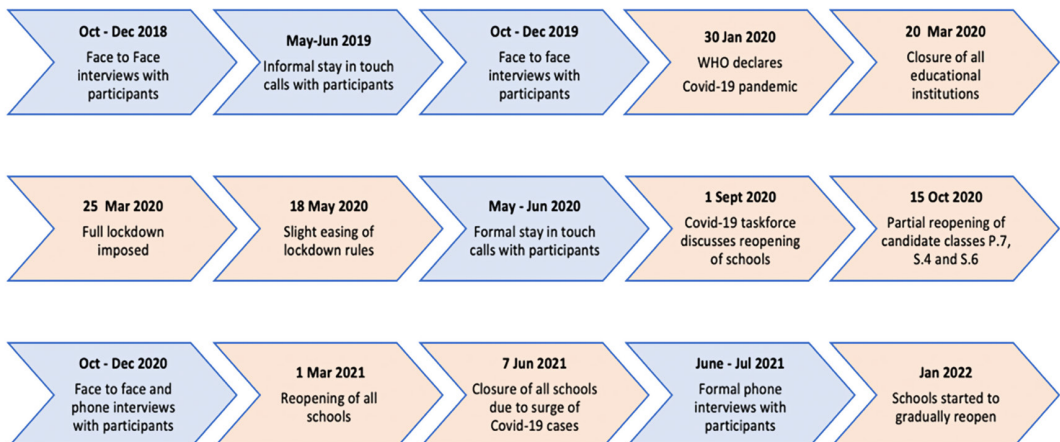 Oct - Dec 2018
Face to Face
interviews with
participants
May-Jun 2019
Informal stay in touch
calls with participants
Oct - Dec 2019
Face to face
interviews with
participants
30 Jan 2020
WHO declares
Covid-19 pandemic
20 Mar 2020
Closure of all
educational
institutions
25 Mar 2020
Full lockdown
imposed
18 May 2020
Slight easing of
lockdown rules
May - Jun 2020
Formal stay in touch
calls with participants
1 Sept 2020
Covid-19 taskforce
discusses reopening
of schools
15 Oct 2020
Partial reopening of
candidate classes P.7,
S.4 and S.6
Oct - Dec 2020
Face to face and
phone interviews
with participants
1 Mar 2021
Reopening of all
schools
7 Jun 2021
Closure of all schools
due to surge of
Covid-19 cases
June - Jul 2021
Formal phone
interviews with
participants
Jan 2022
Schools started to
gradually reopen